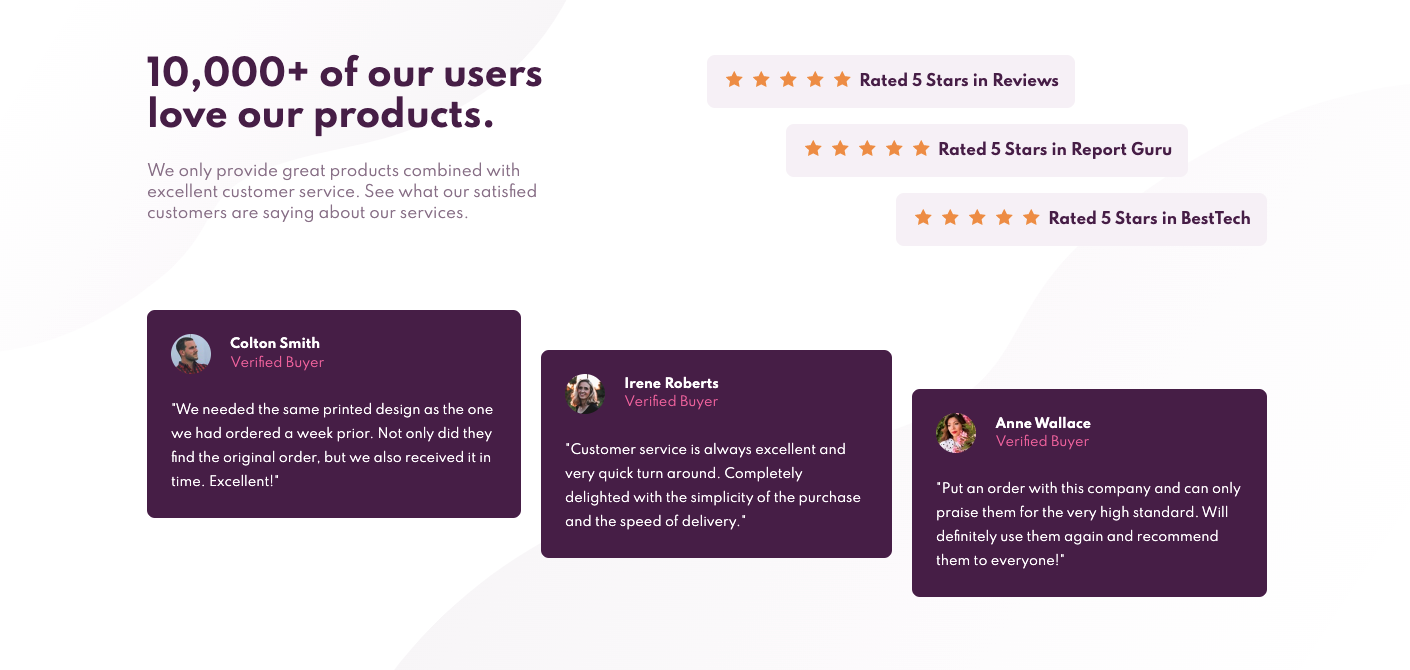 10,000+ of our users
love our products.
We only provide great products combined with
excellent customer service. See what our satisfied
customers are saying about our services.
Rated 5 Stars in Reviews
Rated 5 Stars in Report Guru
Rated 5 Stars in BestTech
Colton Smith
Verified Buyer
"We needed the same printed design as the one
we had ordered a week prior. Not only did they
find the original order, but we also received it in
time. Excellent!"
Irene Roberts
Verified Buyer
"Customer service is always excellent and
very quick turn around. Completely
delighted with the simplicity of the purchase
and the speed of delivery."
Anne Wallace
Verified Buyer
"Put an order with this company and can only
praise them for the very high standard. Will
definitely use them again and recommend
them to everyone!"